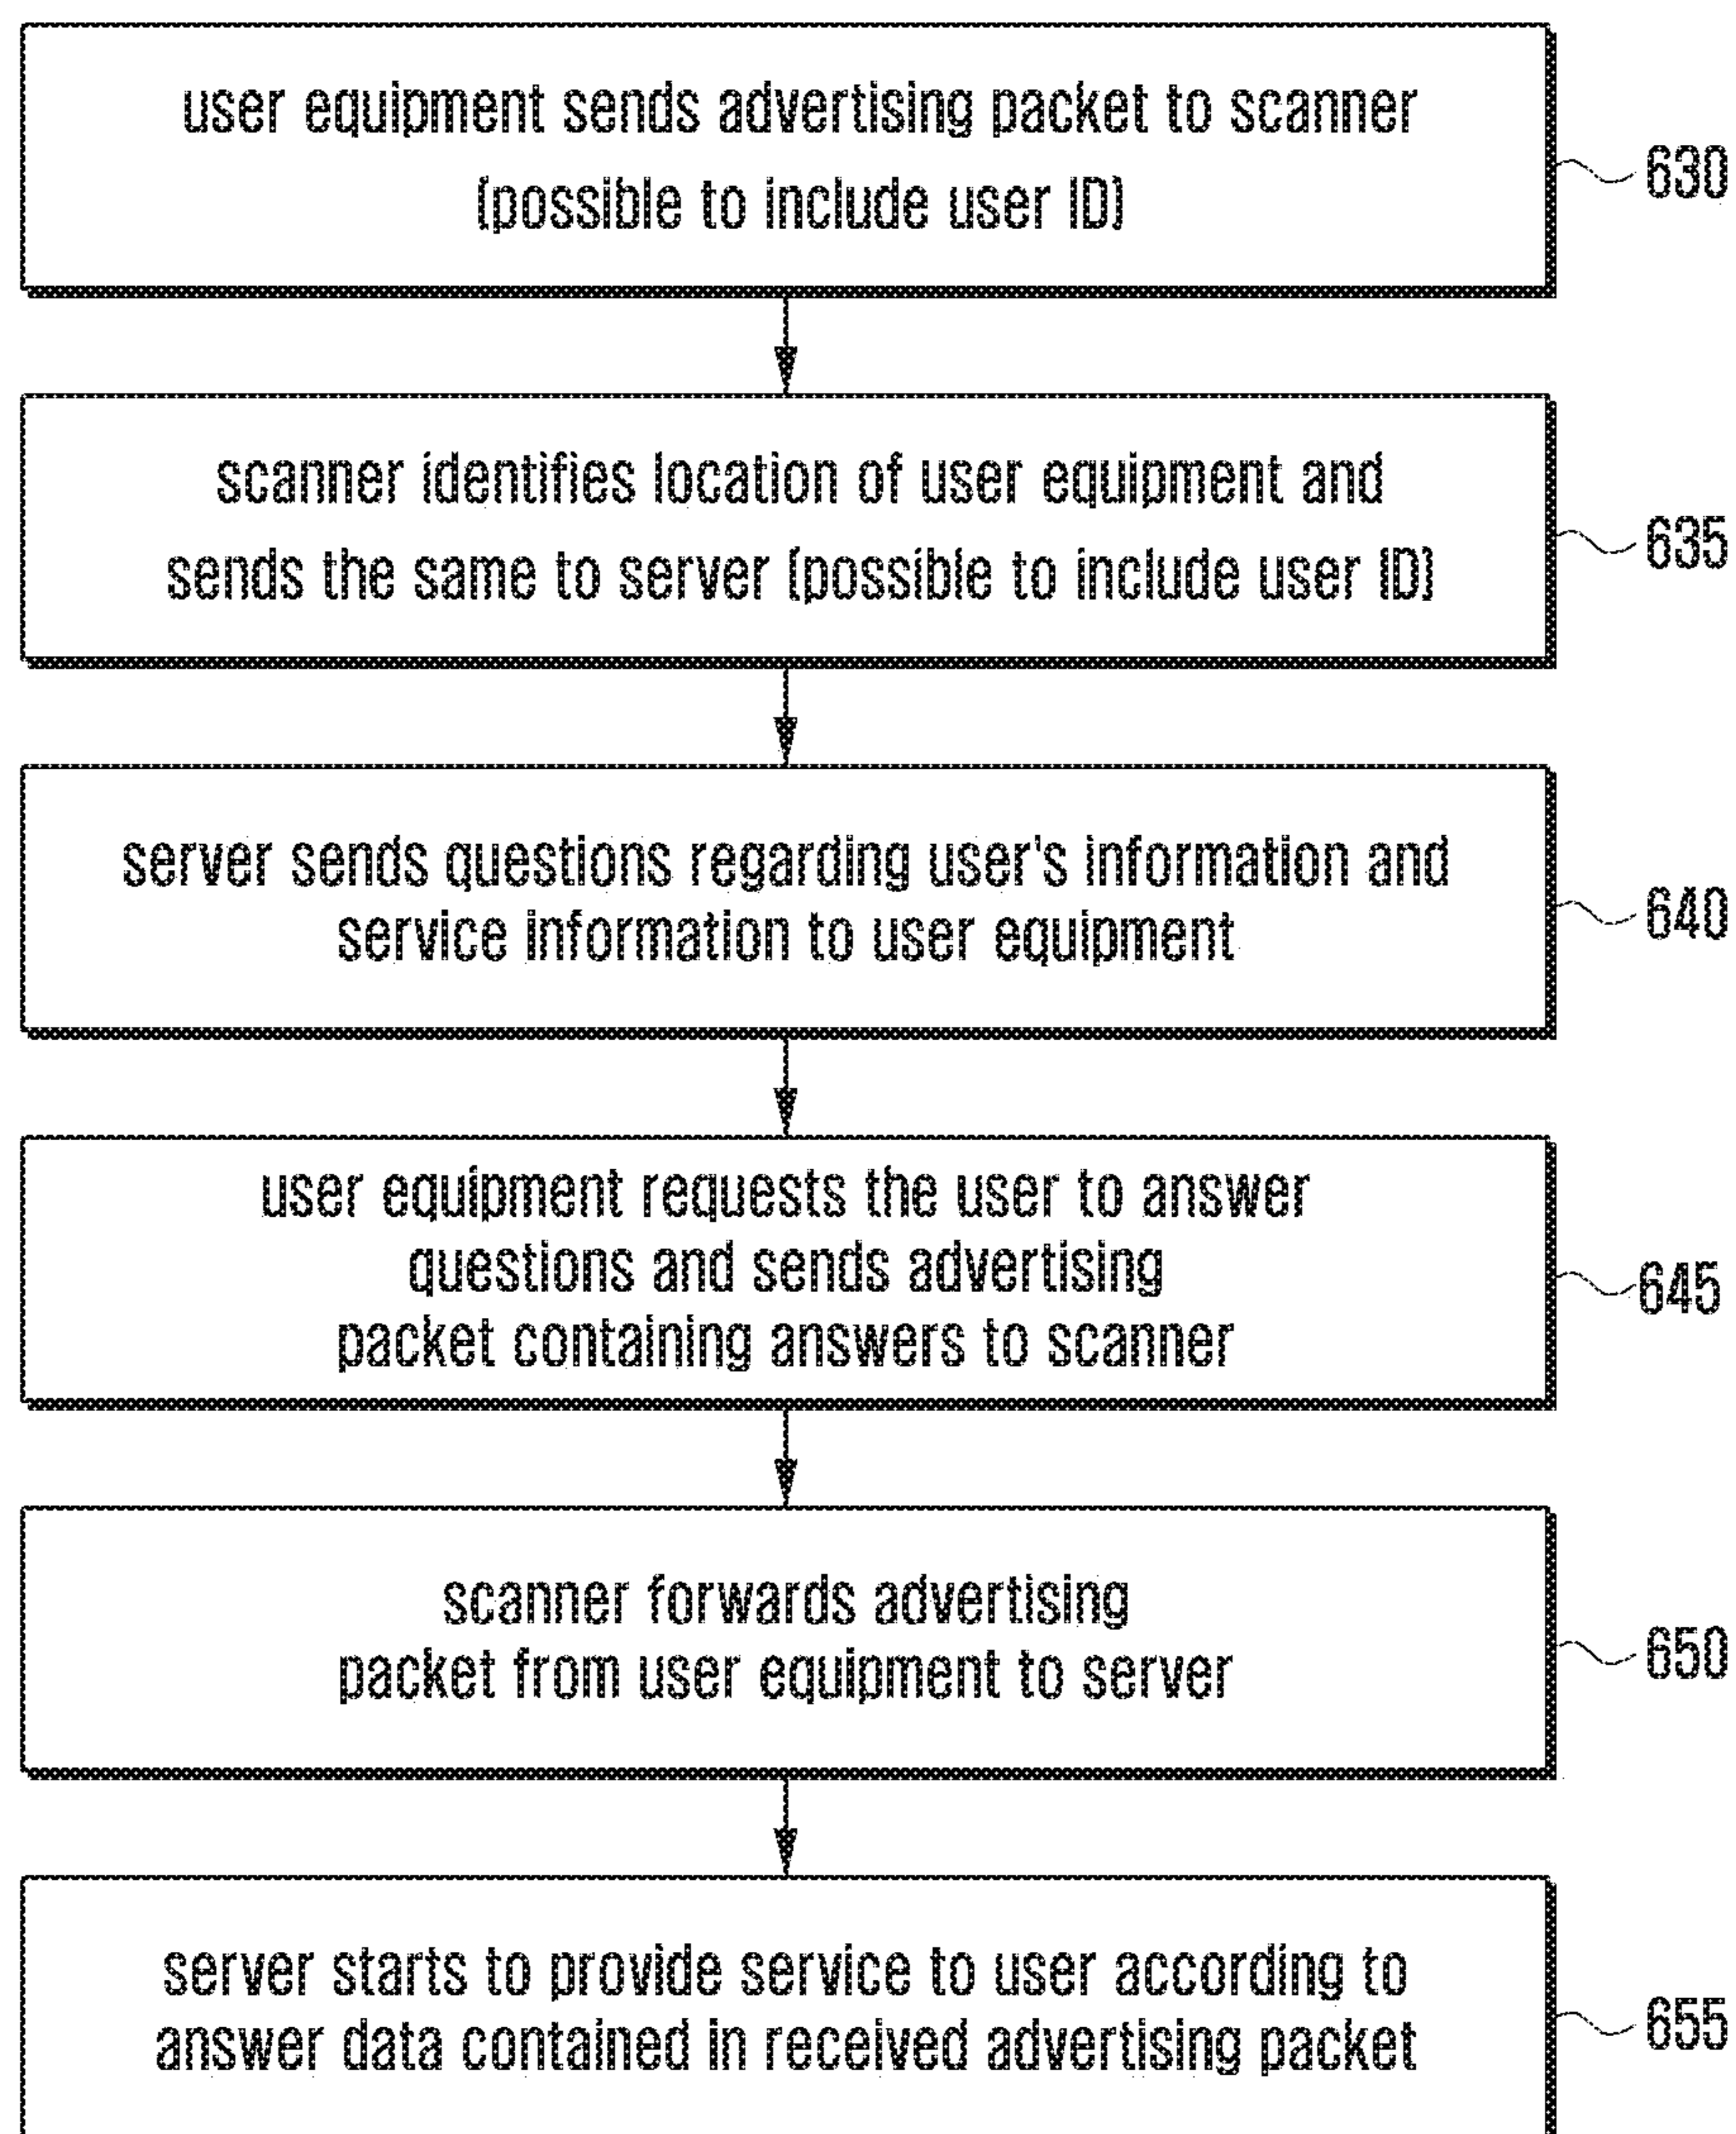 user equipment sends advertising packet to scanner
(possible to include user ID)
630
scanner identifies location of user equipment and
sends the same to server (possible to include user ID)
635
server sends questions regarding user's information and
service information to user equipment
640
user equipment requests the user to answer
questions and sends advertising
packet containing answers to scanner
645
scanner forwards advertising
packet from user equipment to server
650
server starts to provide service to user according to
answer data contained in received advertising packet
655